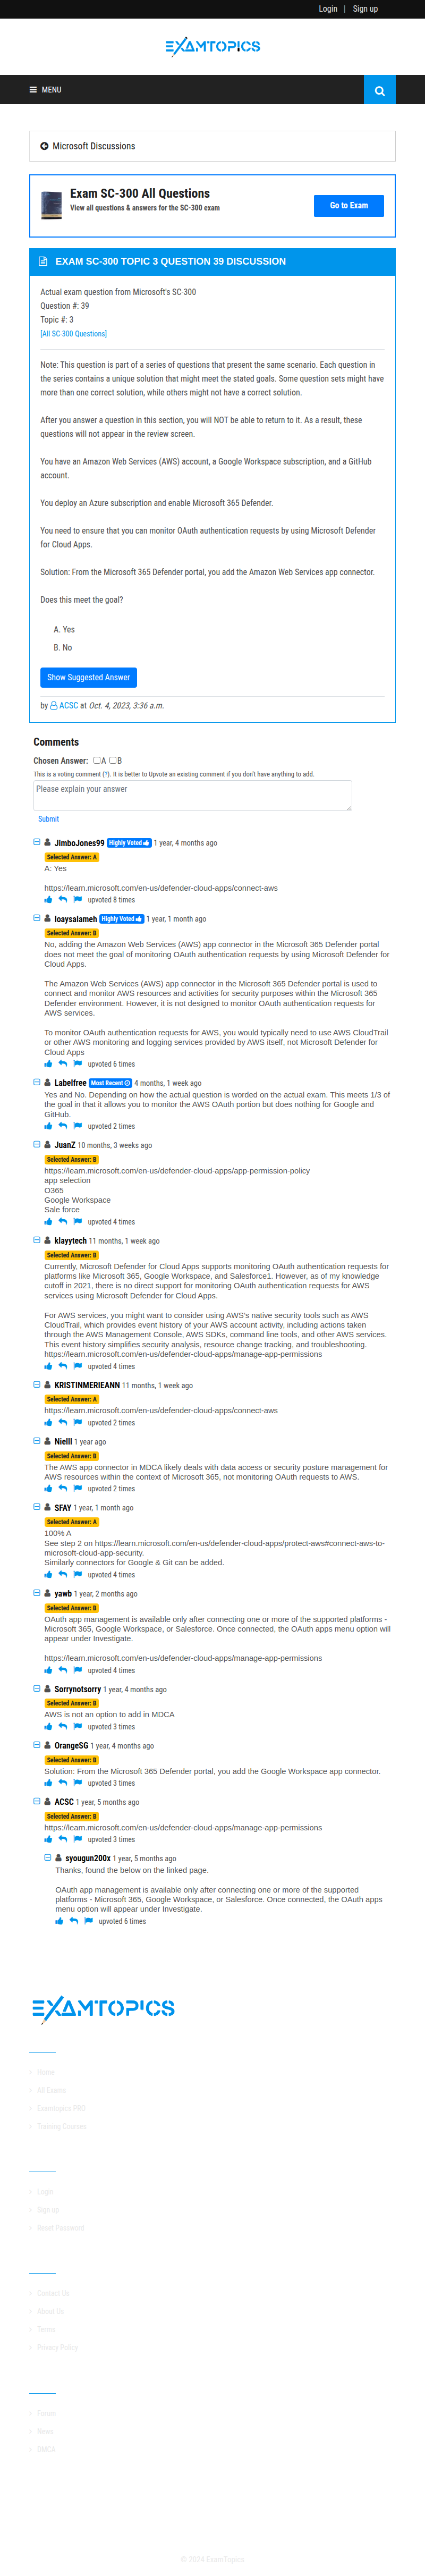 Login | Sign up
EXAMTOPICS
MENU
Microsoft Discussions
Exam SC-300 All Questions
View all questions & answers for the SC-300 exam
Go to Exam
EXAM SC-300 TOPIC 3 QUESTION 39 DISCUSSION
Actual exam question from Microsoft's SC-300
Question #: 39
Topic #: 3
[All SC-300 Questions]
Note: This question is part of a series of questions that present the same scenario. Each question in
the series contains a unique solution that might meet the stated goals. Some question sets might have
more than one correct solution, while others might not have a correct solution.
After you answer a question in this section, you will NOT be able to return to it. As a result, these
questions will not appear in the review screen.
You have an Amazon Web Services (AWS) account, a Google Workspace subscription, and a GitHub
account.
You deploy an Azure subscription and enable Microsoft 365 Defender.
You need to ensure that you can monitor OAuth authentication requests by using Microsoft Defender
for Cloud Apps.
Solution: From the Microsoft 365 Defender portal, you add the Amazon Web Services app connector.
Does this meet the goal?
A. Yes
B. No
Show Suggested Answer
by ACSC at Oct. 4, 2023, 3:36 a.m.
Comments
Chosen Answer: A B
This is a voting comment (?). It is better to Upvote an existing comment if you don't have anything to add.
Please explain your answer
Submit
JimboJones99 Highly Voted 1 year, 4 months ago
Selected Answer: A
A: Yes
https://learn.microsoft.com/en-us/defender-cloud-apps/connect-aws
upvoted 8 times
loaysalameh Highly Voted 1 year, 1 month ago
Selected Answer: B
No, adding the Amazon Web Services (AWS) app connector in the Microsoft 365 Defender portal
does not meet the goal of monitoring OAuth authentication requests by using Microsoft Defender for
Cloud Apps.
The Amazon Web Services (AWS) app connector in the Microsoft 365 Defender portal is used to
connect and monitor AWS resources and activities for security purposes within the Microsoft 365
Defender environment. However, it is not designed to monitor OAuth authentication requests for
AWS services.
To monitor OAuth authentication requests for AWS, you would typically need to use AWS CloudTrail
or other AWS monitoring and logging services provided by AWS itself, not Microsoft Defender for
Cloud Apps
upvoted 6 times
Labelfree Most Recent 4 months, 1 week ago
Yes and No. Depending on how the actual question is worded on the actual exam. This meets 1/3 of
the goal in that it allows you to monitor the AWS OAuth portion but does nothing for Google and
GitHub.
upvoted 2 times
JuanZ 10 months, 3 weeks ago
Selected Answer: B
https://learn.microsoft.com/en-us/defender-cloud-apps/app-permission-policy
app selection
O365
Google Workspace
Sale force
upvoted 4 times
klayytech 11 months, 1 week ago
Selected Answer: B
Currently, Microsoft Defender for Cloud Apps supports monitoring OAuth authentication requests for
platforms like Microsoft 365, Google Workspace, and Salesforce1. However, as of my knowledge
cutoff in 2021, there is no direct support for monitoring OAuth authentication requests for AWS
services using Microsoft Defender for Cloud Apps.
For AWS services, you might want to consider using AWS's native security tools such as AWS
CloudTrail, which provides event history of your AWS account activity, including actions taken
through the AWS Management Console, AWS SDKs, command line tools, and other AWS services.
This event history simplifies security analysis, resource change tracking, and troubleshooting.
https://learn.microsoft.com/en-us/defender-cloud-apps/manage-app-permissions
upvoted 4 times
KRISTINMERIEANN 11 months, 1 week ago
Selected Answer: A
https://learn.microsoft.com/en-us/defender-cloud-apps/connect-aws
upvoted 2 times
Nielll 1 year ago
Selected Answer: B
The AWS app connector in MDCA likely deals with data access or security posture management for
AWS resources within the context of Microsoft 365, not monitoring OAuth requests to AWS.
upvoted 2 times
SFAY 1 year, 1 month ago
Selected Answer: A
100% A
See step 2 on https://learn.microsoft.com/en-us/defender-cloud-apps/protect-aws#connect-aws-to-
microsoft-cloud-app-security.
Similarly connectors for Google & Git can be added.
upvoted 4 times
yawb 1 year, 2 months ago
Selected Answer: B
OAuth app management is available only after connecting one or more of the supported platforms -
Microsoft 365, Google Workspace, or Salesforce. Once connected, the OAuth apps menu option will
appear under Investigate.
https://learn.microsoft.com/en-us/defender-cloud-apps/manage-app-permissions
upvoted 4 times
Sorrynotsorry 1 year, 4 months ago
Selected Answer: B
AWS is not an option to add in MDCA
upvoted 3 times
OrangeSG 1 year, 4 months ago
Selected Answer: B
Solution: From the Microsoft 365 Defender portal, you add the Google Workspace app connector.
upvoted 3 times
ACSC 1 year, 5 months ago
Selected Answer: B
https://learn.microsoft.com/en-us/defender-cloud-apps/manage-app-permissions
upvoted 3 times
syougun200x 1 year, 5 months ago
Thanks, found the below on the linked page.
OAuth app management is available only after connecting one or more of the supported
platforms - Microsoft 365, Google Workspace, or Salesforce. Once connected, the OAuth apps
menu option will appear under Investigate.
upvoted 6 times
EXAMTOPICS
Home
All Exams
Examtopics PRO
Training Courses
Login
Sign up
Reset Password
Contact Us
About Us
Terms
Privacy Policy
Forum
News
DMCA
© 2024 ExamTopics